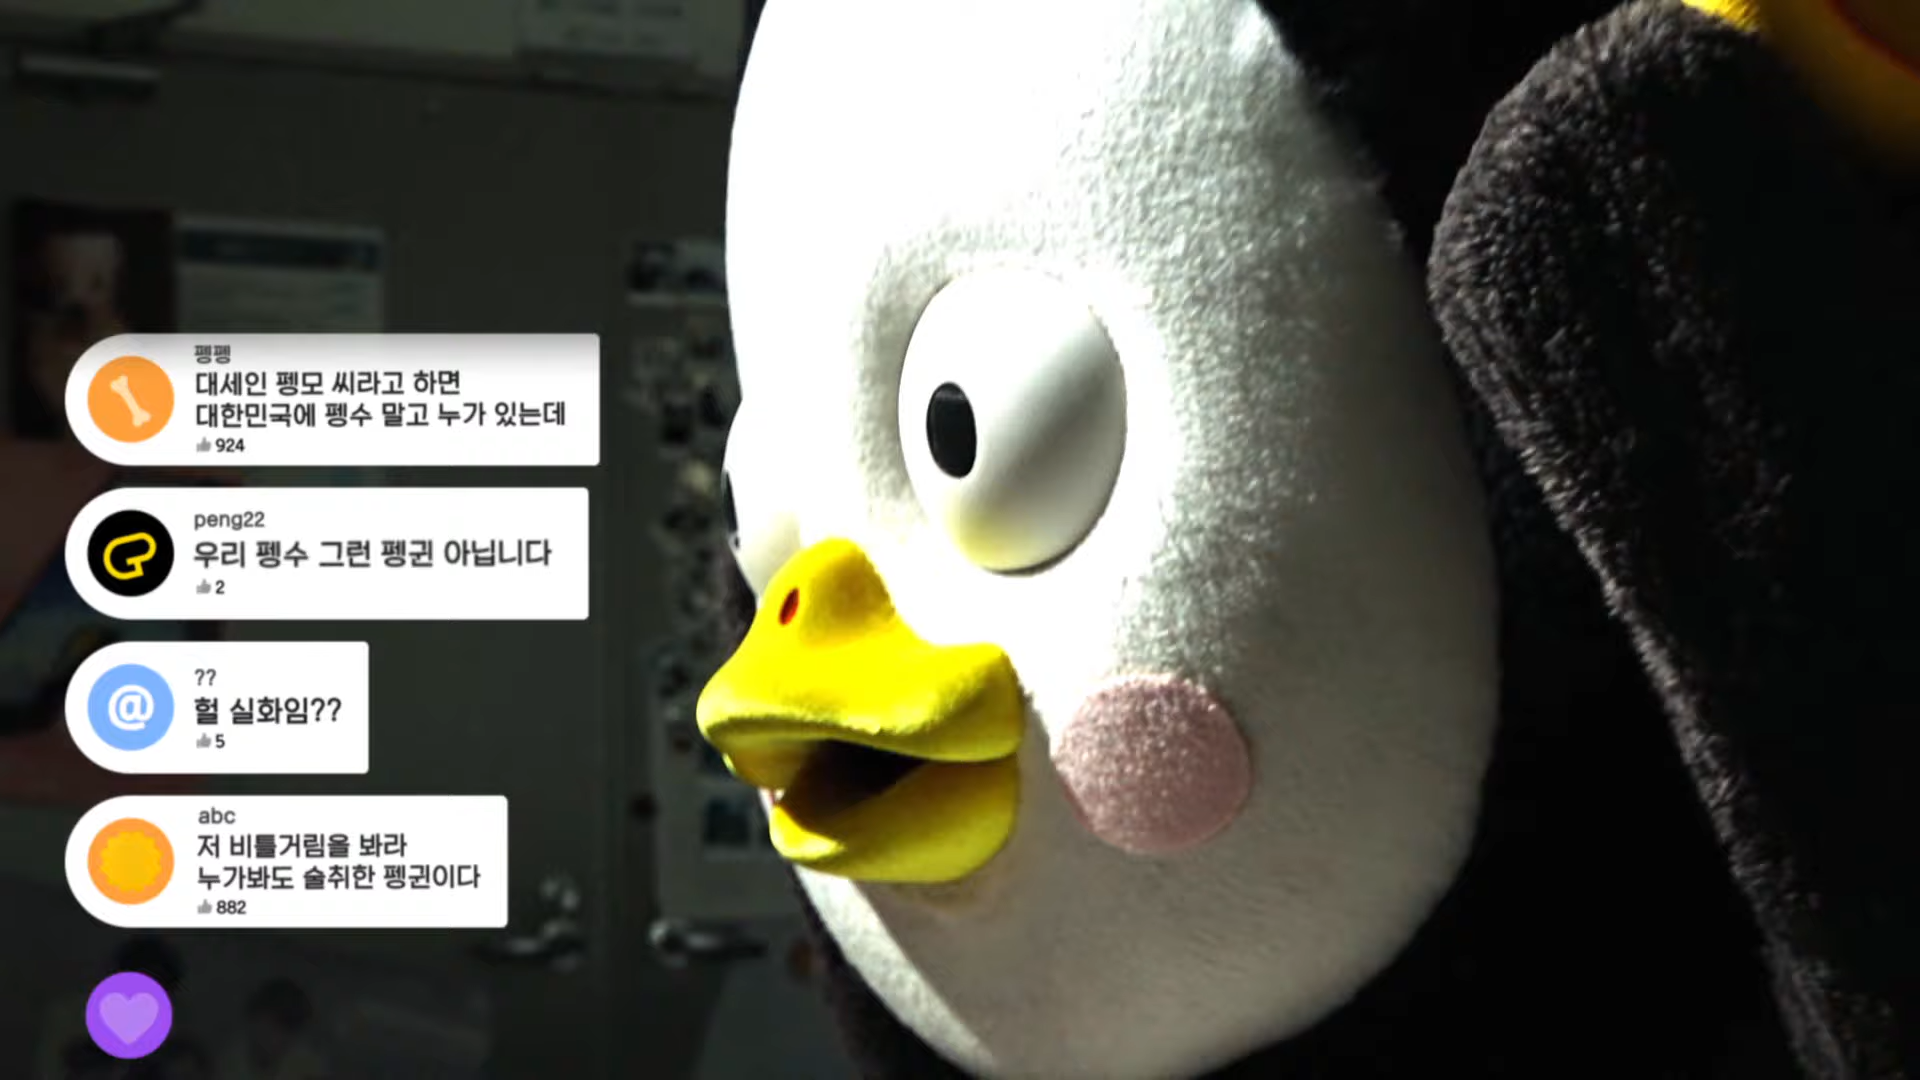 펭펭
대세인 펭모 씨라고 하면
대한민국에 펭수 말고 누가 있는데
924
peng22
우리 펭수 그런 펭귄 아닙니다
2
??
헐 실화임??
5
abc
저 비틀거림을 봐라
누가봐도 술취한 펭귄이다
882